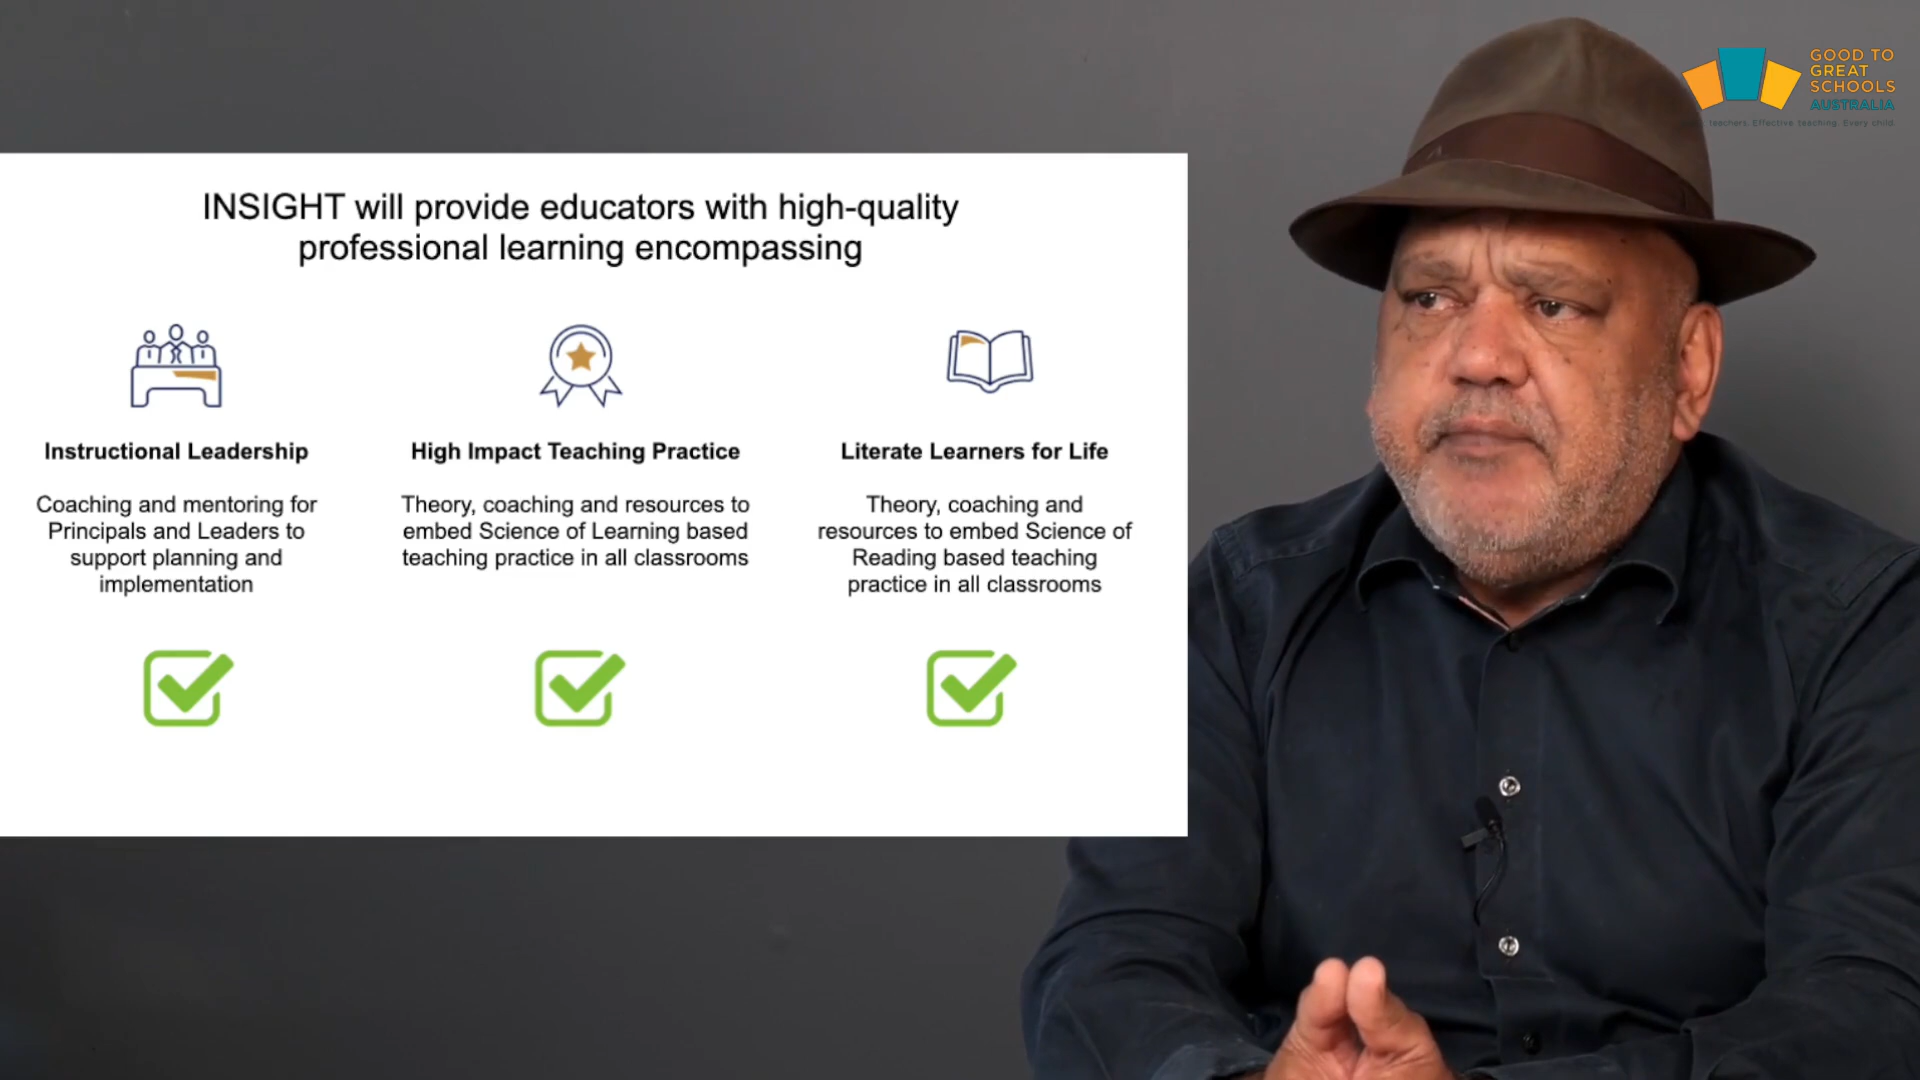 INSIGHT will provide educators with high-quality
professional learning encompassing
Instructional Leadership
Coaching and mentoring for
Principals and Leaders to
support planning and
implementation
High Impact Teaching Practice
Theory, coaching and resources to
embed Science of Learning based
teaching practice in all classrooms
Literate Learners for Life
Theory, coaching and
resources to embed Science of
Reading based teaching
practice in all classrooms
GOOD TO
GREAT
SCHOOLS
AUSTRALIA
teachers. Effective teaching. Every child.